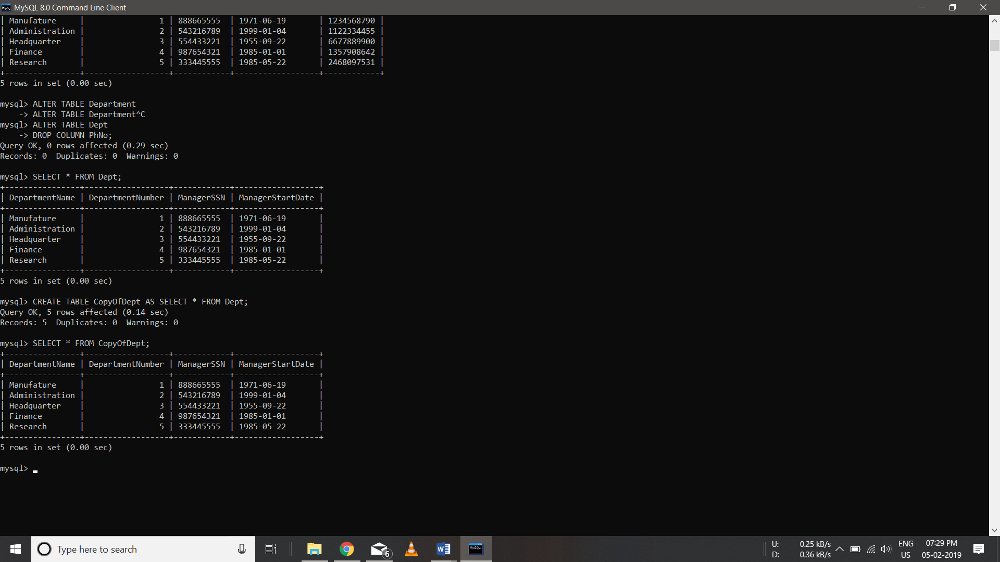 MySQL 8.0 Command Line Client
| Manufature     |                1 | 888665555  | 1971-06-19       | 1234568790 |
| Administration |                2 | 543216789  | 1999-01-04       | 1122334455 |
| Headquarter    |                3 | 554433221  | 1955-09-22       | 6677889900 |
| Finance        |                4 | 987654321  | 1985-01-01       | 1357908642 |
| Research       |                5 | 333445555  | 1985-05-22       | 2468097531 |
+----------------+------------------+------------+------------------+------------+
5 rows in set (0.00 sec)
mysql> ALTER TABLE Department
    -> ALTER TABLE Department^C
mysql> ALTER TABLE Dept
    -> DROP COLUMN PhNo;
Query OK, 0 rows affected (0.29 sec)
Records: 0  Duplicates: 0  Warnings: 0
mysql> SELECT * FROM Dept;
+----------------+------------------+------------+------------------+
| DepartmentName | DepartmentNumber | ManagerSSN | ManagerStartDate |
+----------------+------------------+------------+------------------+
| Manufature     |                1 | 888665555  | 1971-06-19       |
| Administration |                2 | 543216789  | 1999-01-04       |
| Headquarter    |                3 | 554433221  | 1955-09-22       |
| Finance        |                4 | 987654321  | 1985-01-01       |
| Research       |                5 | 333445555  | 1985-05-22       |
+----------------+------------------+------------+------------------+
5 rows in set (0.00 sec)
mysql> CREATE TABLE CopyOfDept AS SELECT * FROM Dept;
Query OK, 5 rows affected (0.14 sec)
Records: 5  Duplicates: 0  Warnings: 0
mysql> SELECT * FROM CopyOfDept;
+----------------+------------------+------------+------------------+
| DepartmentName | DepartmentNumber | ManagerSSN | ManagerStartDate |
+----------------+------------------+------------+------------------+
| Manufature     |                1 | 888665555  | 1971-06-19       |
| Administration |                2 | 543216789  | 1999-01-04       |
| Headquarter    |                3 | 554433221  | 1955-09-22       |
| Finance        |                4 | 987654321  | 1985-01-01       |
| Research       |                5 | 333445555  | 1985-05-22       |
+----------------+------------------+------------+------------------+
5 rows in set (0.00 sec)
mysql> _
Type here to search
6
MySQL
U: 0.25 kB/s
D: 0.36 kB/s
ENG
US
07:29 PM
05-02-2019